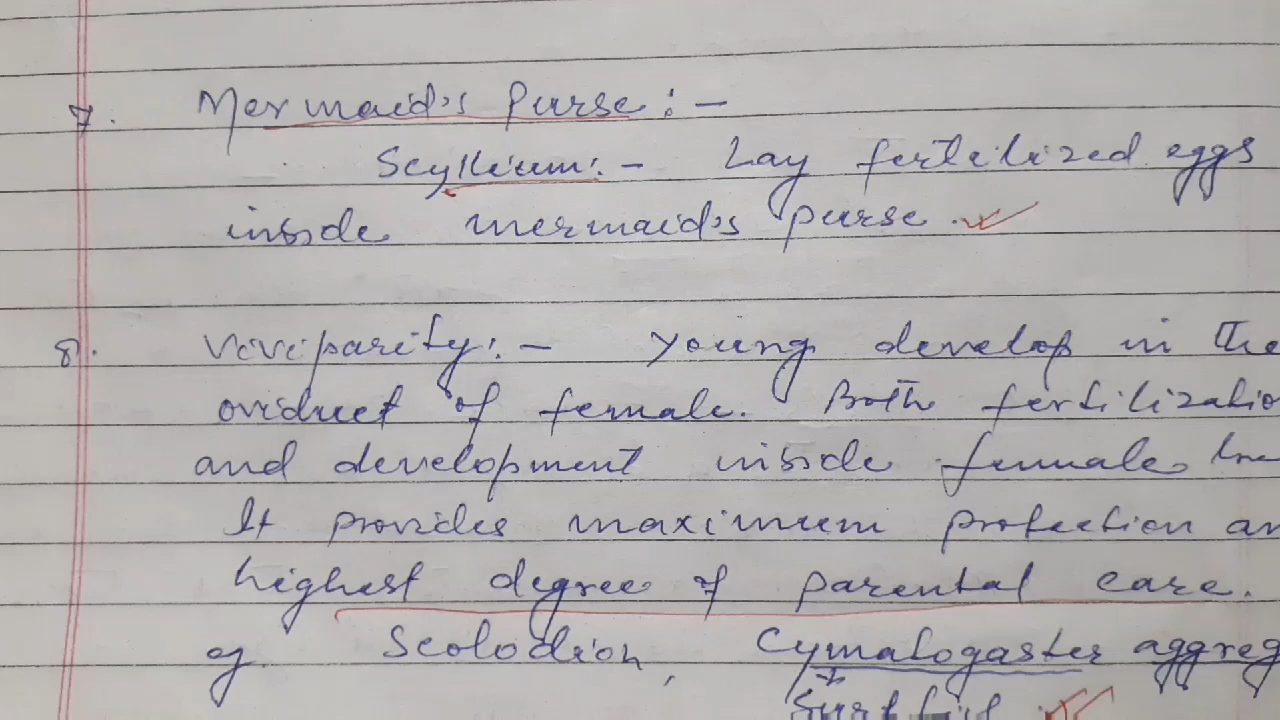 7. Mermaid's Purse :-
Scyllium :- Lay fertilized eggs
inside mermaid's purse.
8. Viviparity :- Young develop in the
oviduct of female. Both fertilizatio
and development inside female
It provides maximum protection an
highest degree of parental care.
eg. Scolodion, Cymatogaster aggreg